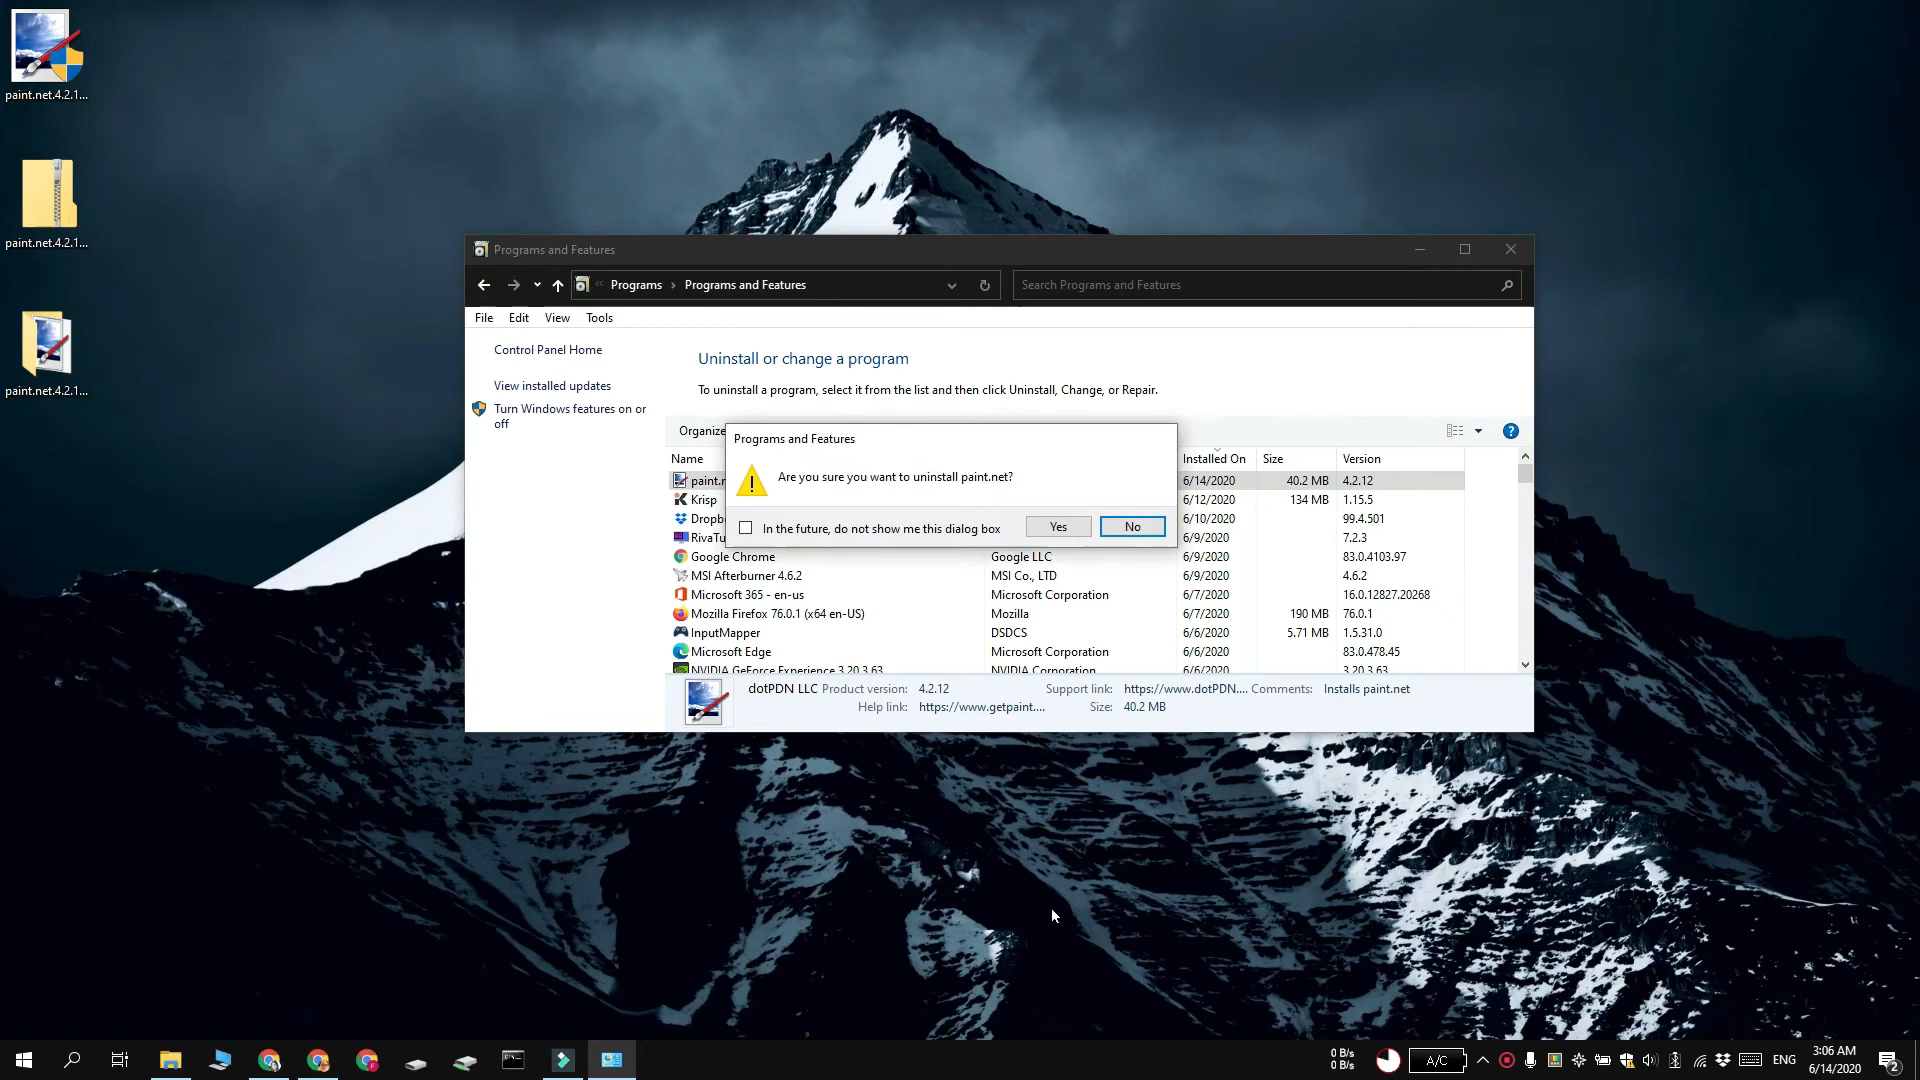 paint.net.4.2.1...
paint.net.4.2.1...
paint.net.4.2.1...
Programs and Features
Programs › Programs and Features
Search Programs and Features
File Edit View Tools
Control Panel Home
View installed updates
Turn Windows features on or
off
Uninstall or change a program
To uninstall a program, select it from the list and then click Uninstall, Change, or Repair.
Organize
Programs and Features
Are you sure you want to uninstall paint.net?
In the future, do not show me this dialog box
Yes
No
Name Installed On Size Version
paint.n 6/14/2020 40.2 MB 4.2.12
Krisp 6/12/2020 134 MB 1.15.5
Dropb 6/10/2020 99.4.501
RivaTu 6/9/2020 7.2.3
Google Chrome Google LLC 6/9/2020 83.0.4103.97
MSI Afterburner 4.6.2 MSI Co., LTD 6/9/2020 4.6.2
Microsoft 365 - en-us Microsoft Corporation 6/7/2020 16.0.12827.20268
Mozilla Firefox 76.0.1 (x64 en-US) Mozilla 6/7/2020 190 MB 76.0.1
InputMapper DSDCS 6/6/2020 5.71 MB 1.5.31.0
Microsoft Edge Microsoft Corporation 6/6/2020 83.0.478.45
NVIDIA GeForce Experience 3.20.3.63 NVIDIA Corporation 6/6/2020 3.20.3.63
dotPDN LLC Product version: 4.2.12 Support link: https://www.dotPDN.... Comments: Installs paint.net
Help link: https://www.getpaint.... Size: 40.2 MB
0 B/s
0 B/s
A/C
ENG
3:06 AM
6/14/2020
2